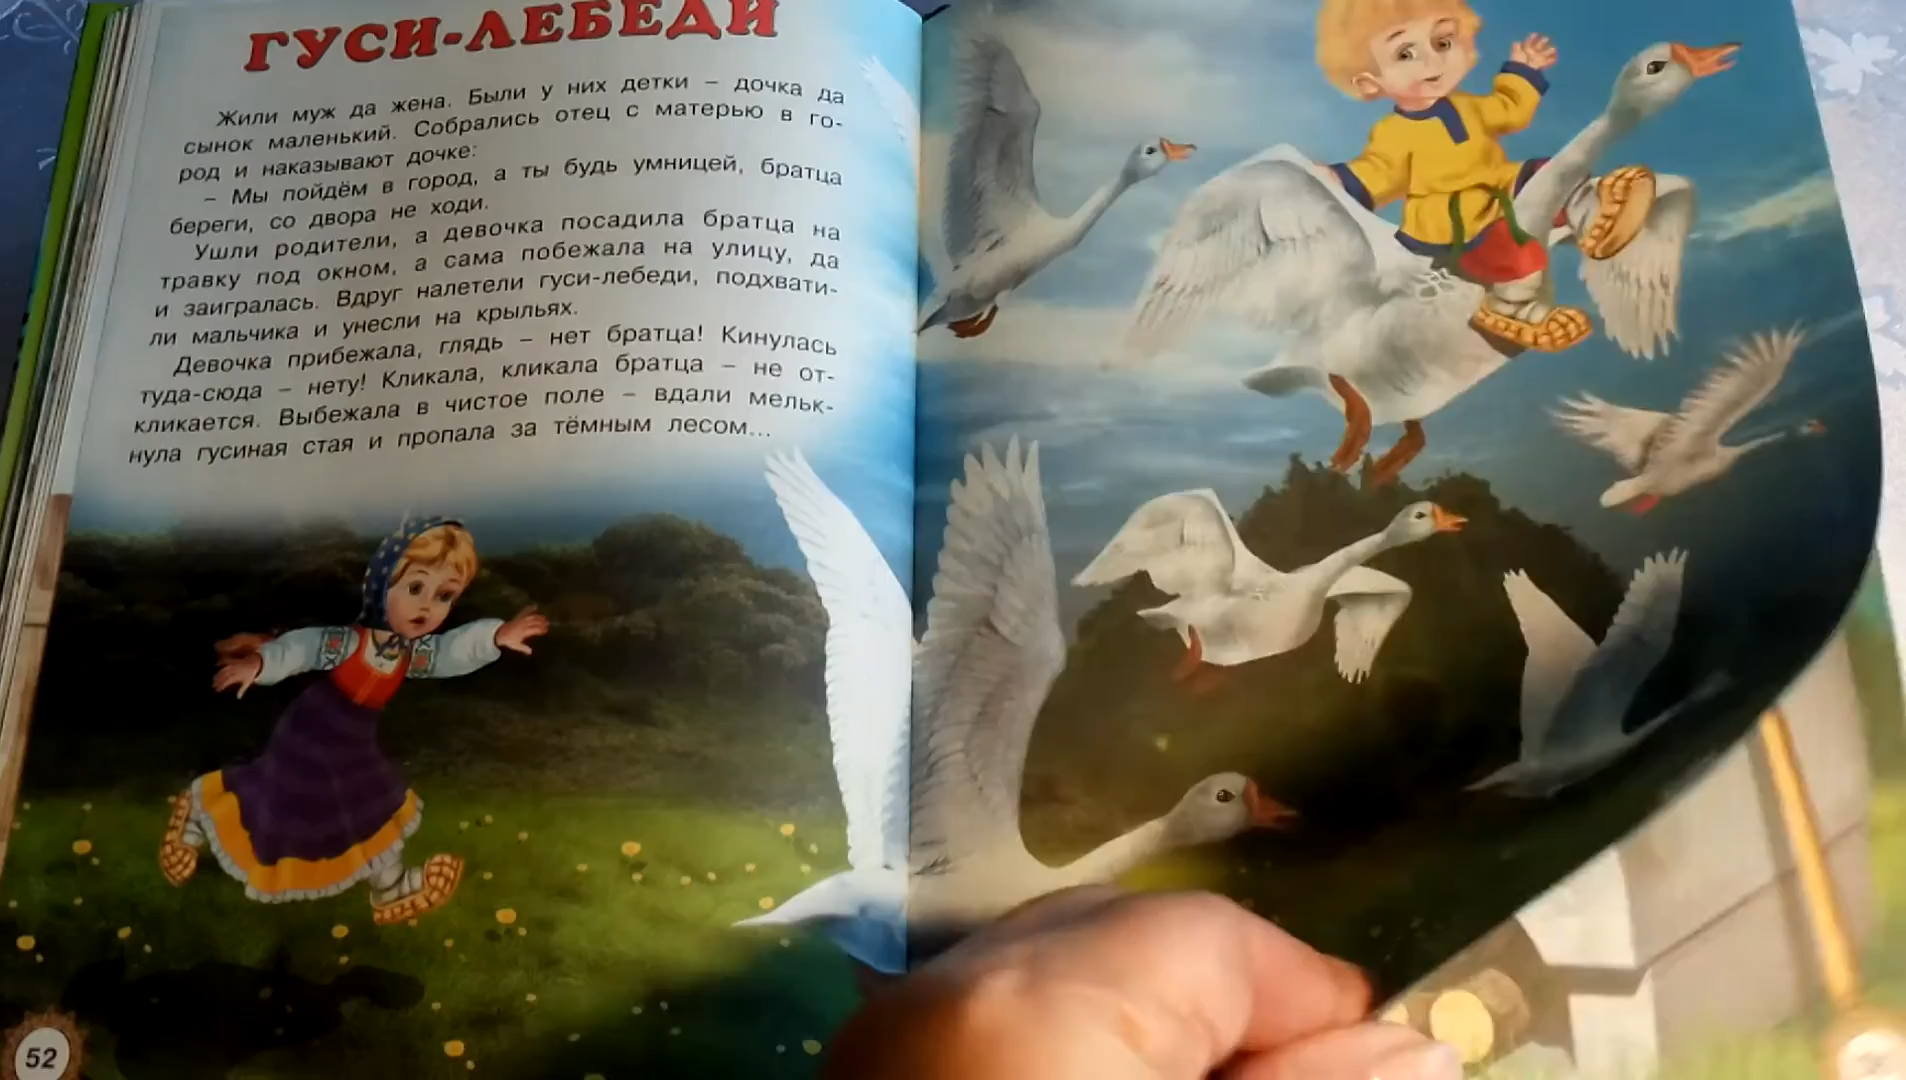 ГУСИ-ЛЕБЕДИ
Жили муж да жена. Были у них детки – дочка да
сынок маленький. Собрались отец с матерью в го-
род и наказывают дочке:
– Мы пойдём в город, а ты будь умницей, братца
береги, со двора не ходи.
Ушли родители, а девочка посадила братца на
травку под окном, а сама побежала на улицу, да
и заигралась. Вдруг налетели гуси-лебеди, подхвати-
ли мальчика и унесли на крыльях.
Девочка прибежала, глядь – нет братца! Кинулась
туда-сюда – нету! Кликала, кликала братца – не от-
кликается. Выбежала в чистое поле – вдали мельк-
нула гусиная стая и пропала за тёмным лесом...
52